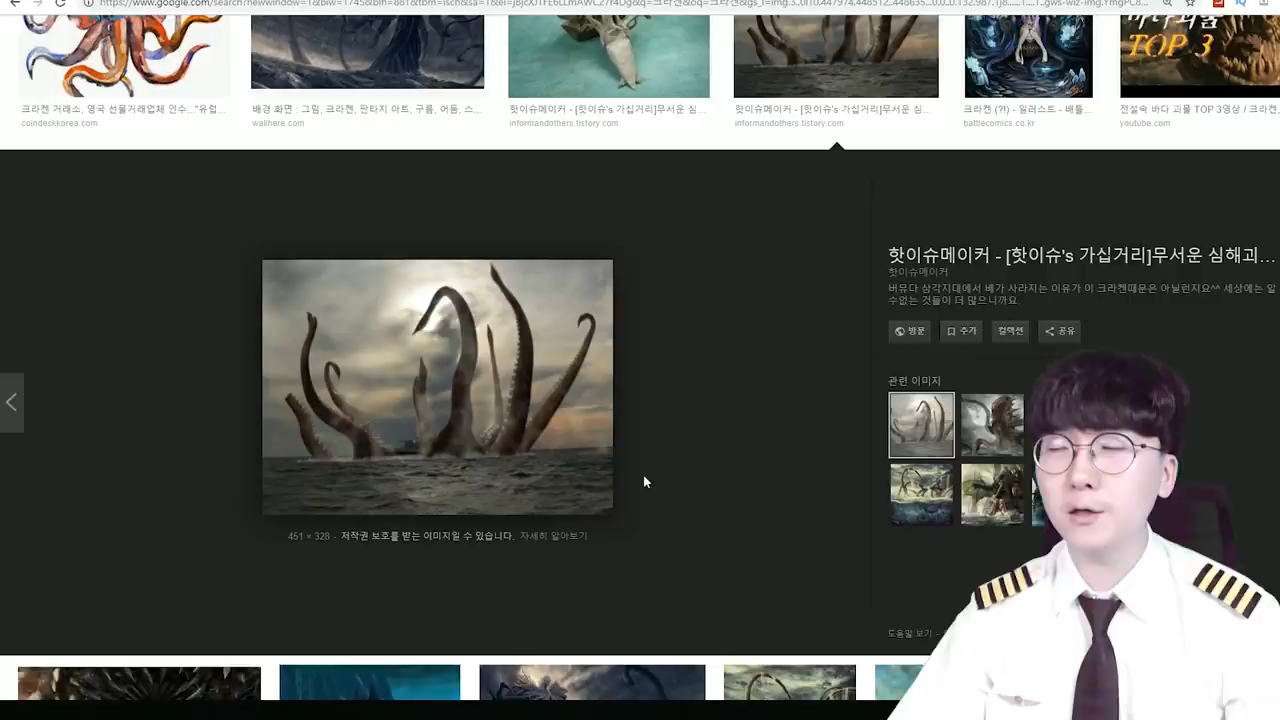 크라켄 거래소, 영국 선물거래업체 인수..."유럽...
coindeskkorea.com
배경 화면 : 그림, 크라켄, 판타지 아트, 구름, 어둠, 스...
wallhere.com
핫이슈메이커 - [핫이슈's 가십거리]무서운 심...
informandothers.tistory.com
핫이슈메이커 - [핫이슈's 가십거리]무서운 심...
informandothers.tistory.com
크라켄 (?!) - 일러스트 - 배틀...
battlecomics.co.kr
TOP 3
전설속 바다 괴물 TOP 3영상 / 크라켄,
youtube.com
핫이슈메이커 - [핫이슈's 가십거리]무서운 심해괴...
핫이슈메이커
버뮤다 삼각지대에서 배가 사라지는 이유가 이 크라켄때문은 아닐런지요^^ 세상에는 알
수없는 것들이 더 많으니까요.
방문
추가
컬렉션
공유
관련 이미지
451 × 328 - 저작권 보호를 받는 이미지일 수 있습니다. 자세히 알아보기
도움말 보기 -